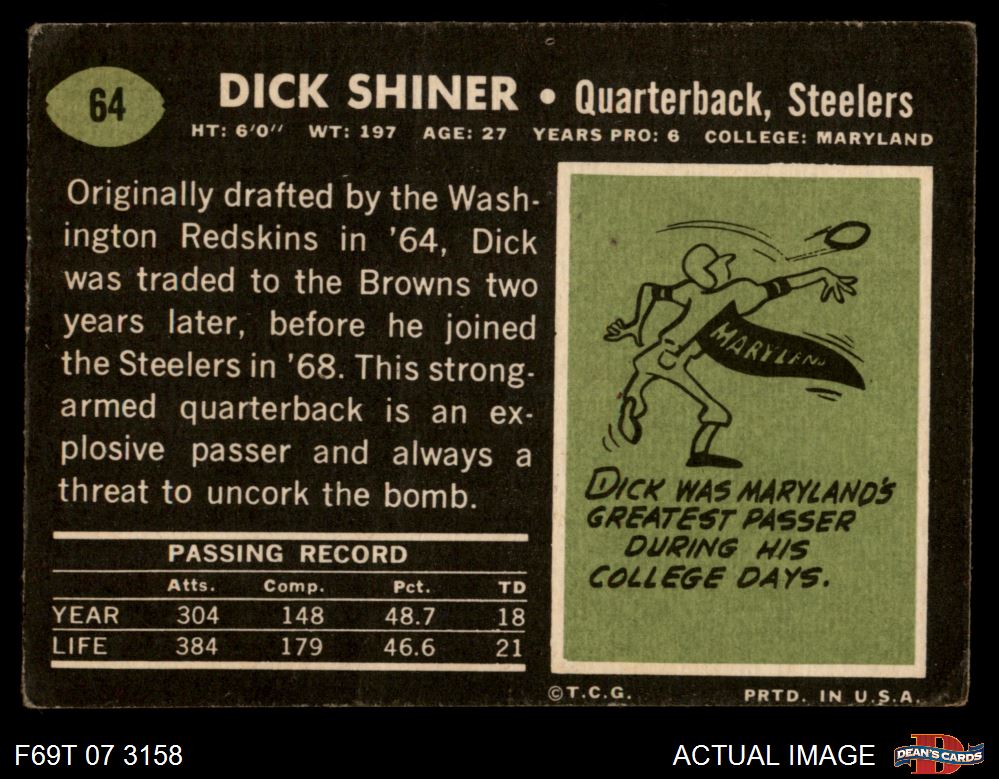 64
DICK SHINER • Quarterback, Steelers
HT: 6'0" WT: 197 AGE: 27 YEARS PRO: 6 COLLEGE: MARYLAND
Originally drafted by the Wash-
ington Redskins in '64, Dick
was traded to the Browns two
years later, before he joined
the Steelers in '68. This strong-
armed quarterback is an ex-
plosive passer and always a
threat to uncork the bomb.
PASSING RECORD
Atts. Comp. Pct. TD
YEAR 304 148 48.7 18
LIFE 384 179 46.6 21
MARYLAND
DICK WAS MARYLAND'S
GREATEST PASSER
DURING HIS
COLLEGE DAYS.
©T.C.G. PRTD. IN U.S.A.
F69T 07 3158
ACTUAL IMAGE
DEAN'S CARDS